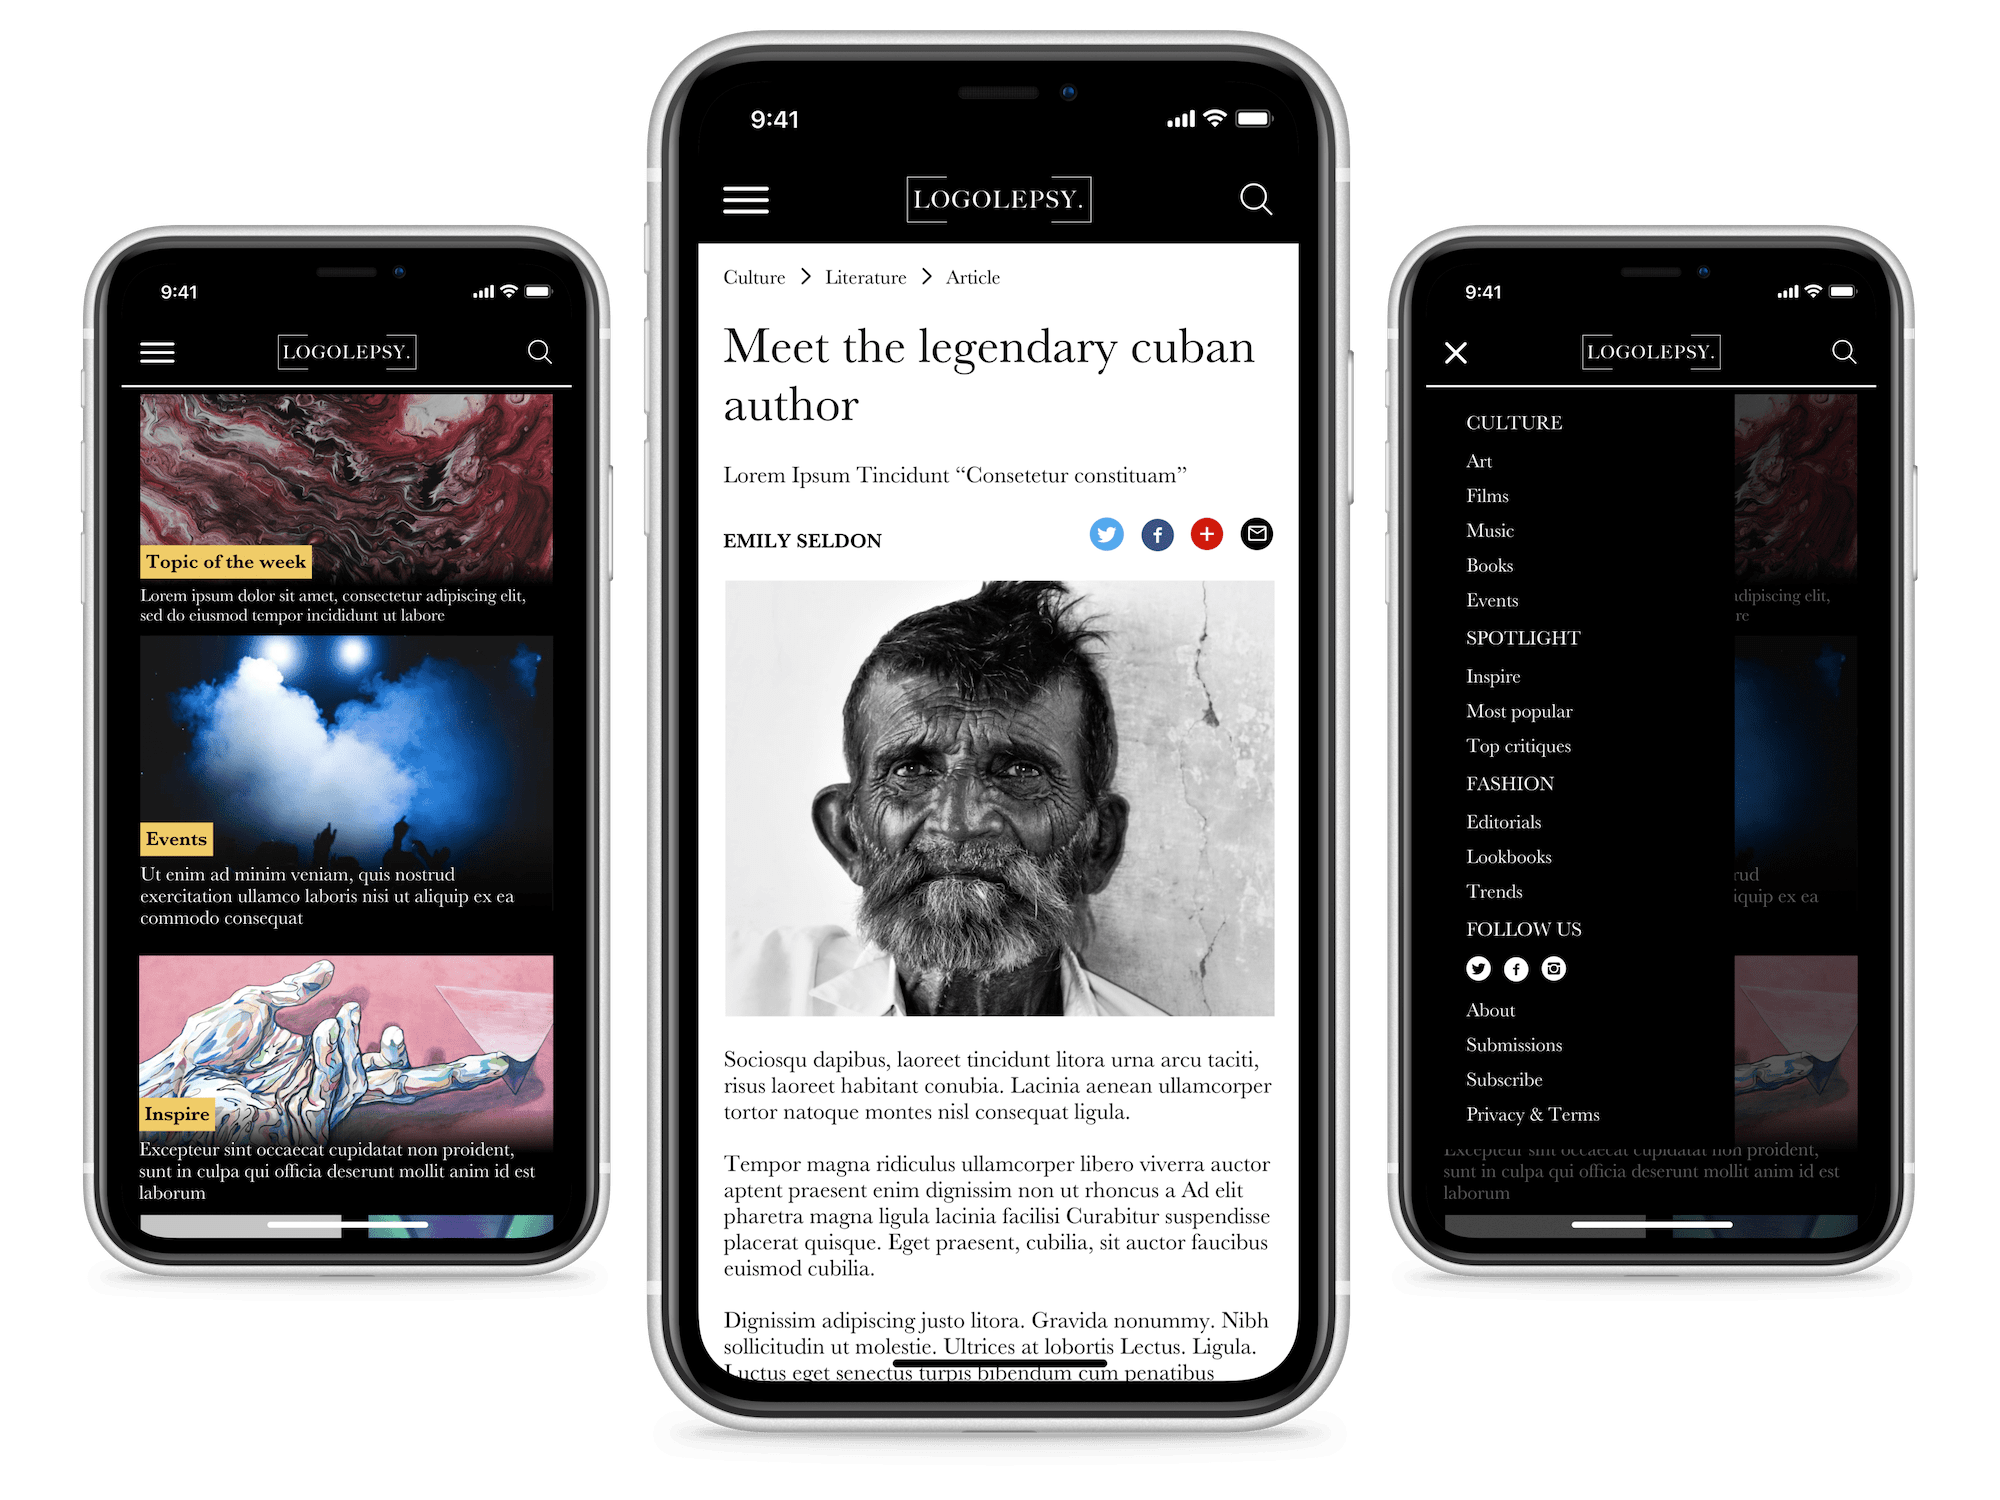 9:41
LOGOLEPSY.
Topic of the week
Lorem ipsum dolor sit amet, consectetur adipiscing elit,
sed do eiusmod tempor incididunt ut labore
Events
Ut enim ad minim veniam, quis nostrud
exercitation ullamco laboris nisi ut aliquip ex ea
commodo consequat
Inspire
Excepteur sint occaecat cupidatat non proident,
sunt in culpa qui officia deserunt mollit anim id est
laborum
9:41
LOGOLEPSY.
Culture > Literature > Article
Meet the legendary cuban
author
Lorem Ipsum Tincidunt “Consetetur constituam”
EMILY SELDON
Sociosqu dapibus, laoreet tincidunt litora urna arcu taciti,
risus laoreet habitant conubia. Lacinia aenean ullamcorper
tortor natoque montes nisl consequat ligula.
Tempor magna ridiculus ullamcorper libero viverra auctor
aptent praesent enim dignissim non ut rhoncus a Ad elit
pharetra magna ligula lacinia facilisi Curabitur suspendisse
placerat quisque. Eget praesent, cubilia, sit auctor faucibus
euismod cubilia.
Dignissim adipiscing justo litora. Gravida nonummy. Nibh
sollicitudin ut molestie. Ultrices at lobortis Lectus. Ligula.
Luctus eget senectus turpis bibendum cum penatibus
9:41
LOGOLEPSY.
CULTURE
Art
Films
Music
Books
Events
SPOTLIGHT
Inspire
Most popular
Top critiques
FASHION
Editorials
Lookbooks
Trends
FOLLOW US
About
Submissions
Subscribe
Privacy & Terms
adipiscing elit,
re
rud
iquip ex ea
Excepteur sint occaecat cupidatat non proident,
sunt in culpa qui officia deserunt mollit anim id est
laborum